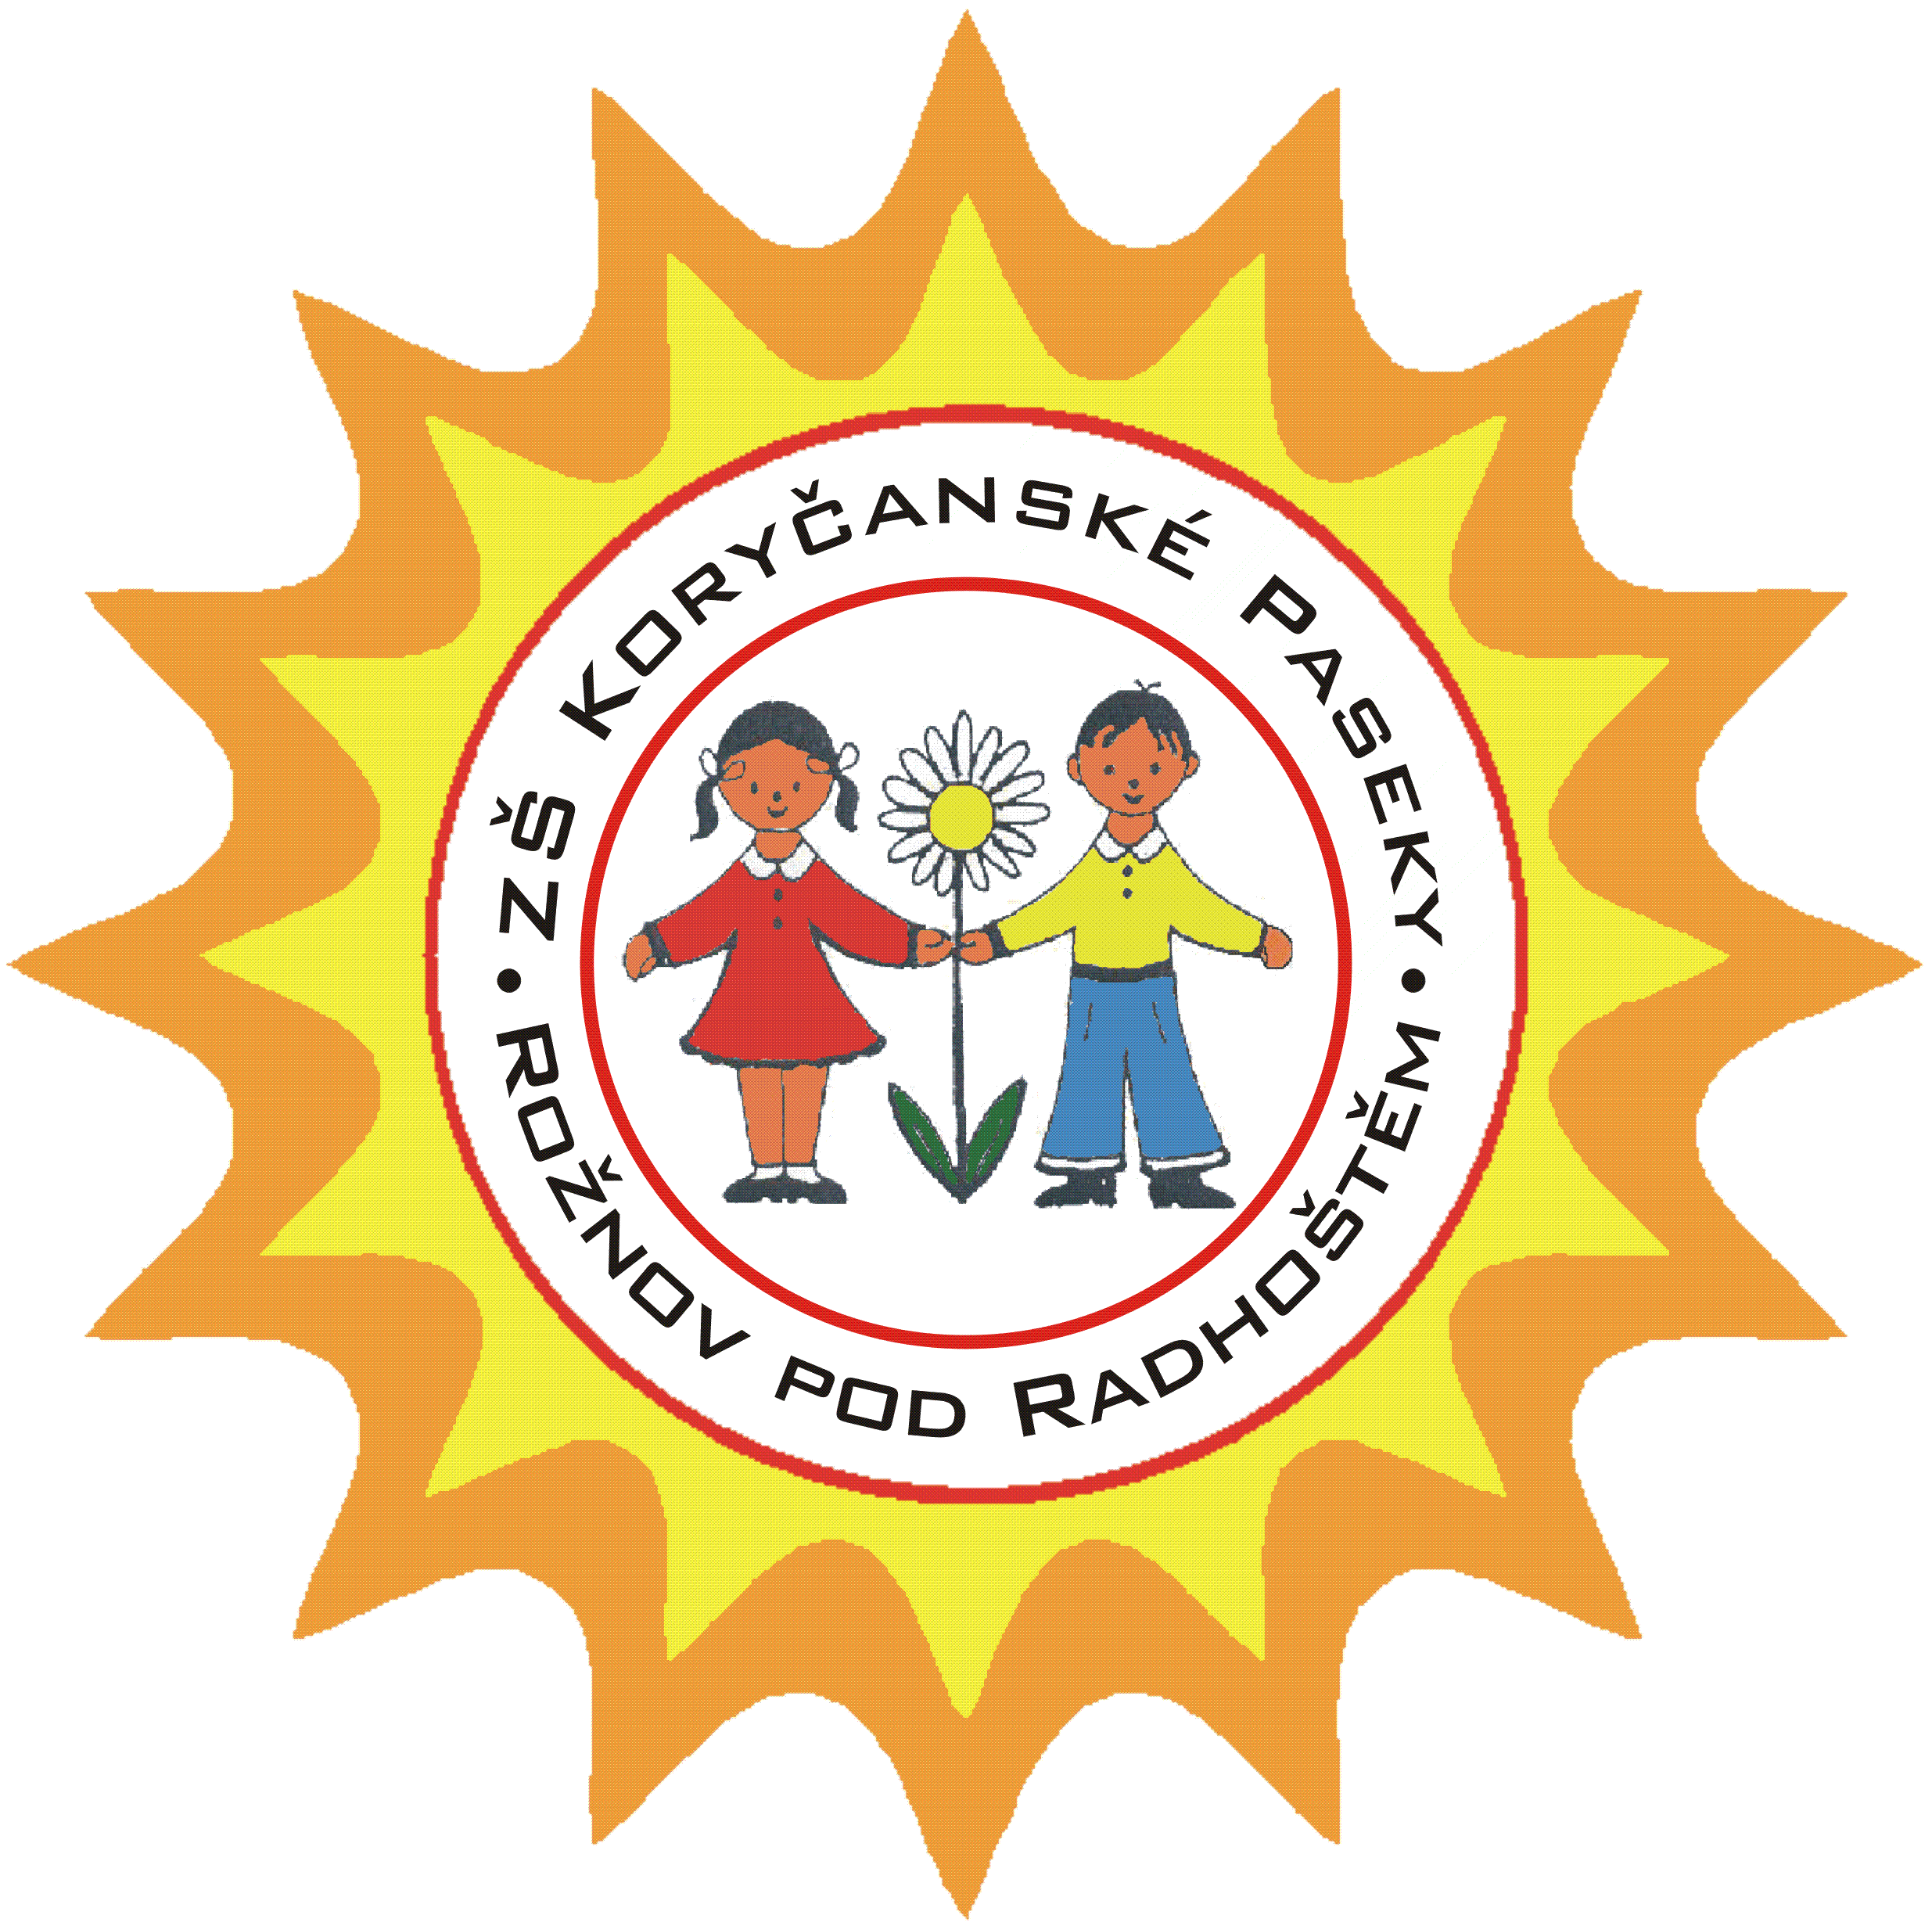 ZŠ Koryčanské Paseky
• Rožnov pod Radhoštěm •